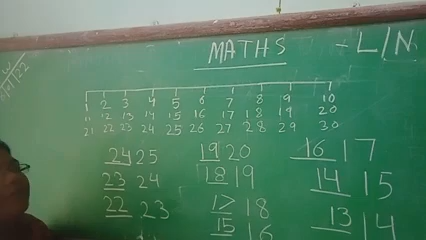 MATHS - L/N
1 2 3 4 5 6 7 8 9 10
11 12 13 14 15 16 17 18 19 20
21 22 23 24 25 26 27 28 29 30
24 25 19 20 16 17
23 24 18 19 14 15
22 23 17 18 13 14
15 16